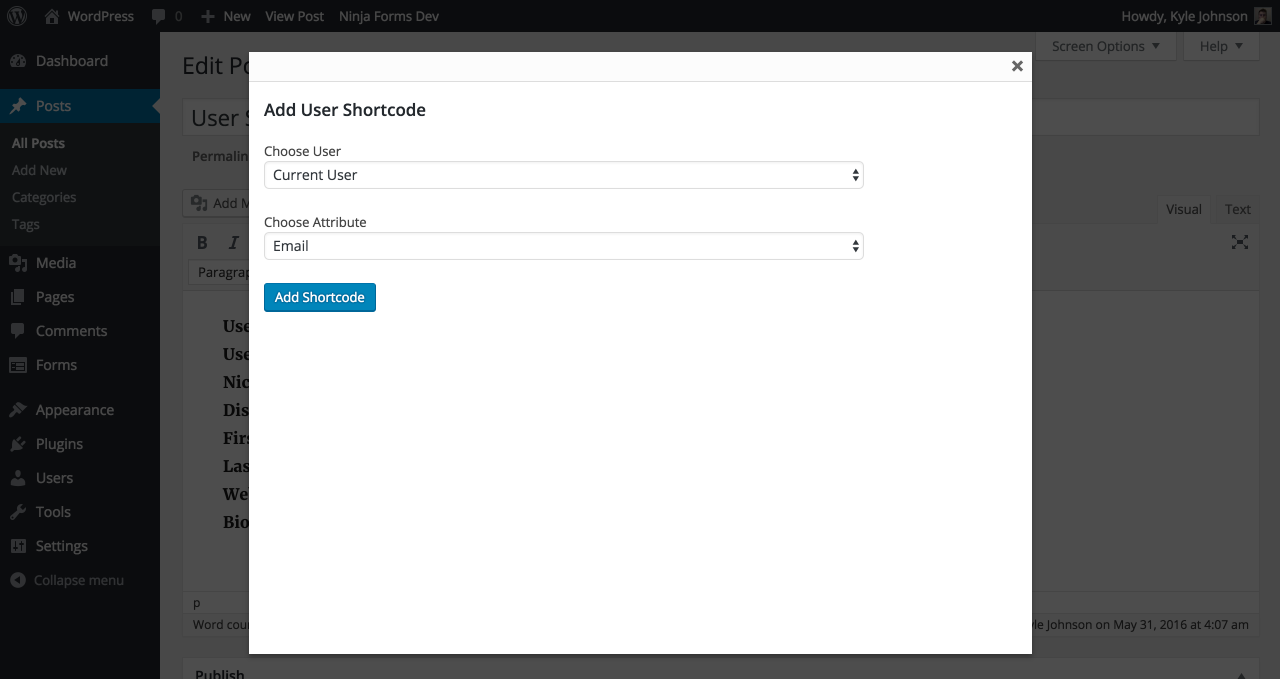 WordPress 0 New View Post Ninja Forms Dev Howdy, Kyle Johnson
Dashboard
Posts
All Posts
Add New
Categories
Tags
Media
Pages
Comments
Forms
Appearance
Plugins
Users
Tools
Settings
Collapse menu
Screen Options Help
Edit Po
User S
Permalin
Add M
Visual Text
B I
Paragrap
Use
Use
Nic
Dis
Firs
Las
We
Bio
p
Word cou
yle Johnson on May 31, 2016 at 4:07 am
Publish
Add User Shortcode
Choose User
Current User
Choose Attribute
Email
Add Shortcode